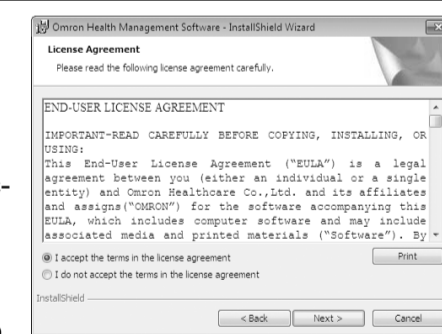 Omron Health Management Software - InstallShield Wizard
License Agreement
Please read the following license agreement carefully.
END-USER LICENSE AGREEMENT
IMPORTANT-READ CAREFULLY BEFORE COPYING, INSTALLING, OR
USING:
This End-User License Agreement ("EULA") is a legal
agreement between you (either an individual or a single
entity) and Omron Healthcare Co.,Ltd. and its affiliates
and assigns("OMRON") for the software accompanying this
EULA, which includes computer software and may include
associated media and printed materials ("Software"). By
I accept the terms in the license agreement
Print
I do not accept the terms in the license agreement
InstallShield
< Back
Next >
Cancel